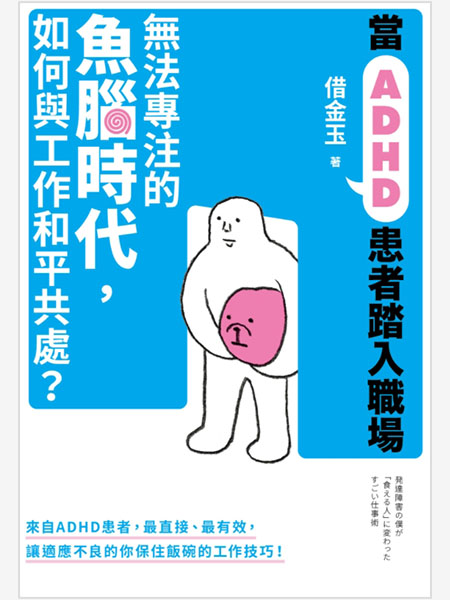 當ADHD患者踏入職場
借金玉 著
無法專注的
魚腦時代，
如何與工作和平共處？
発達障害の僕が
「食える人」に変わった
すごい仕事術
來自ADHD患者，最直接、最有效，
讓適應不良的你保住飯碗的工作技巧！